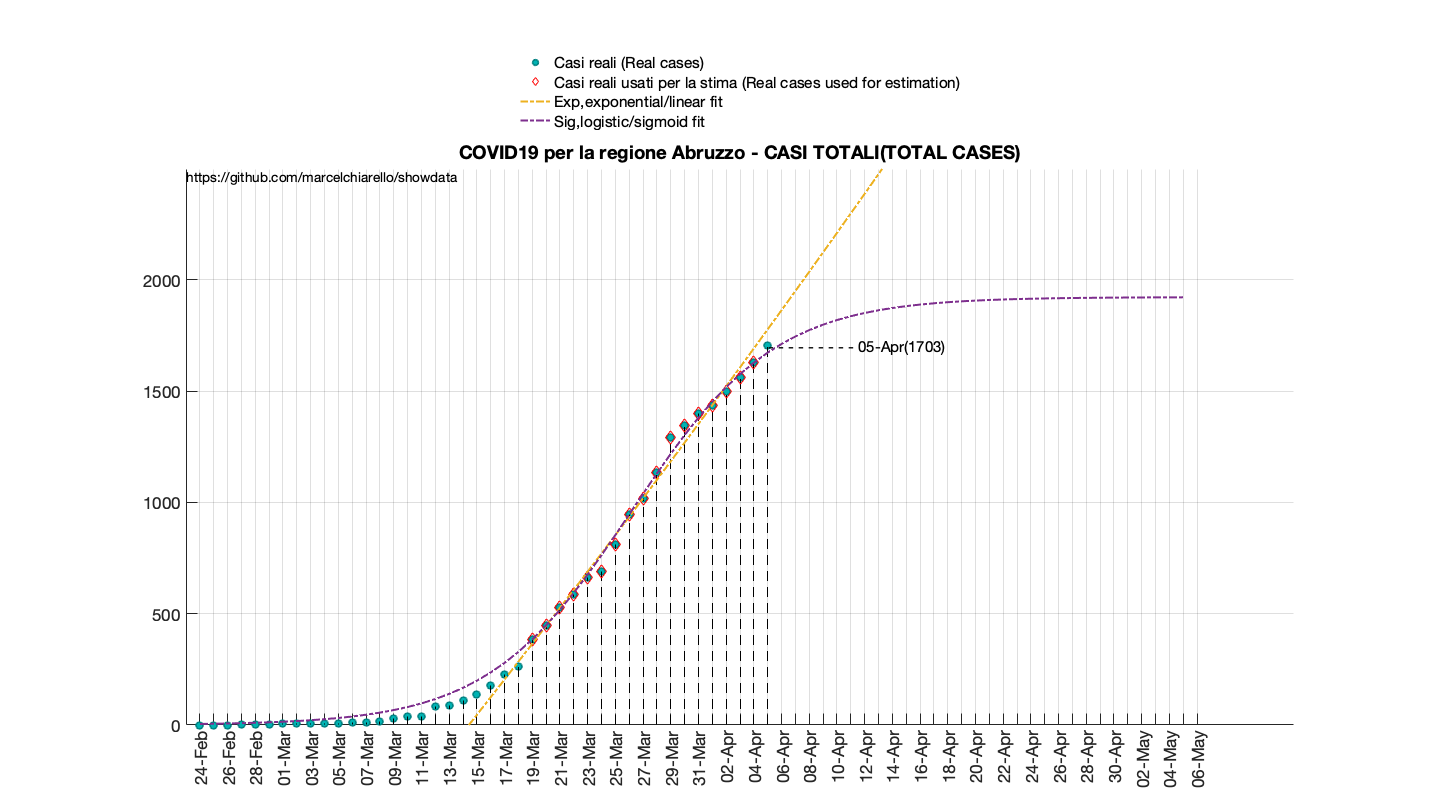 Casi reali (Real cases)
Casi reali usati per la stima (Real cases used for estimation)
Exp,exponential/linear fit
Sig,logistic/sigmoid fit
COVID19 per la regione Abruzzo - CASI TOTALI(TOTAL CASES)
https://github.com/marcelchiarello/showdata
2000
05-Apr(1703)
1500
1000
500
0
24-Feb
26-Feb
28-Feb
01-Mar
03-Mar
05-Mar
07-Mar
09-Mar
11-Mar
13-Mar
15-Mar
17-Mar
19-Mar
21-Mar
23-Mar
25-Mar
27-Mar
29-Mar
31-Mar
02-Apr
04-Apr
06-Apr
08-Apr
10-Apr
12-Apr
14-Apr
16-Apr
18-Apr
20-Apr
22-Apr
24-Apr
26-Apr
28-Apr
30-Apr
02-May
04-May
06-May